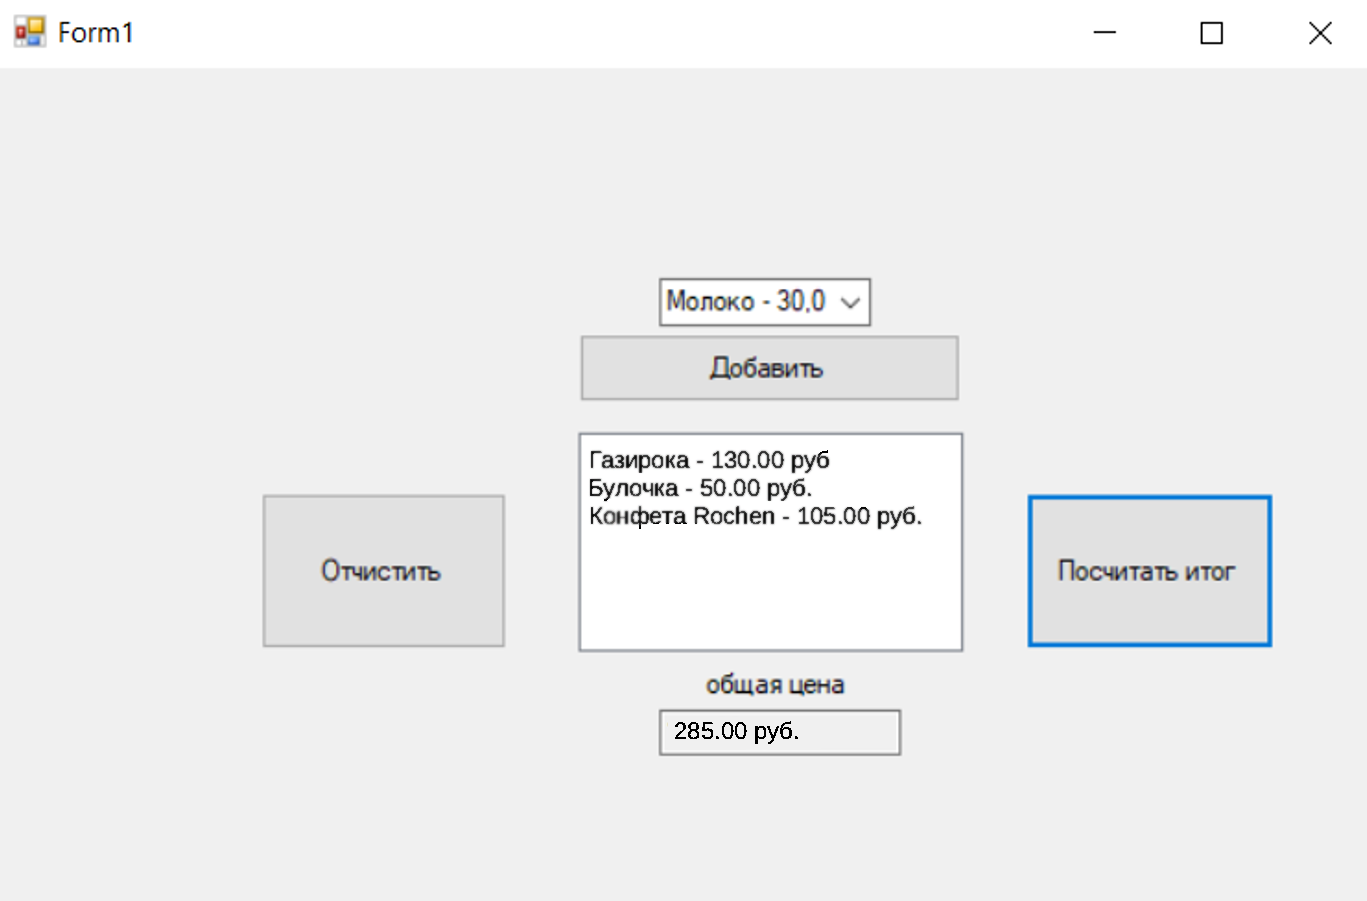 Form1
Молоко - 30,0
Добавить
Газирока - 130.00 руб
Булочка - 50.00 руб.
Конфета Rochen - 105.00 руб.
Отчистить
Посчитать итог
общая цена
285.00 руб.